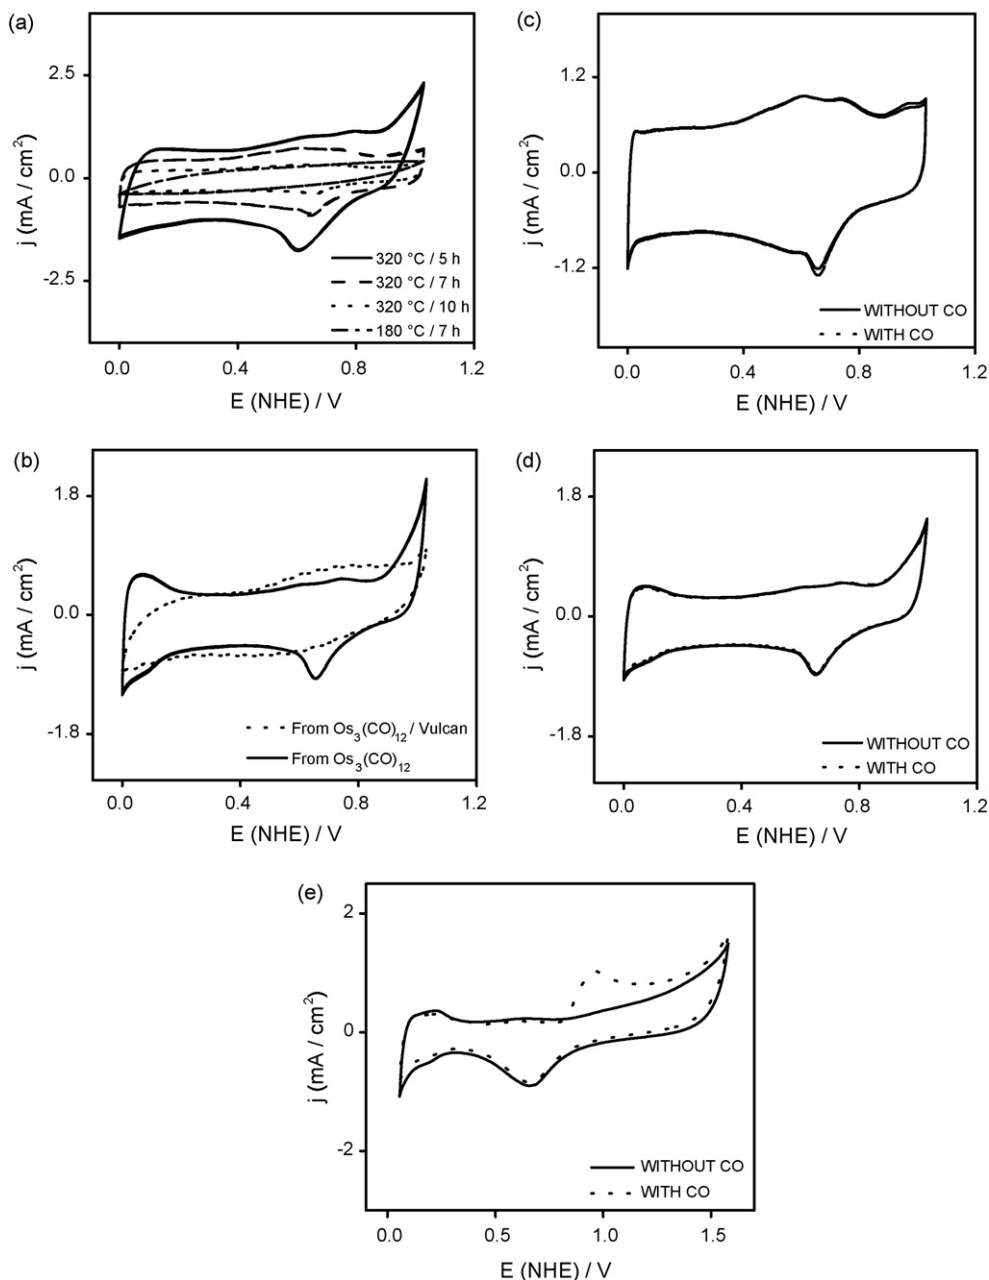 (a)
2.5
0.0
-2.5
j (mA / cm²)
320 °C / 5 h
320 °C / 7 h
320 °C / 10 h
180 °C / 7 h
0.0 0.4 0.8 1.2
E (NHE) / V
(c)
1.2
0.0
-1.2
j (mA / cm²)
WITHOUT CO
WITH CO
0.0 0.4 0.8 1.2
E (NHE) / V
(b)
1.8
0.0
-1.8
j (mA / cm²)
From Os₃(CO)₁₂ / Vulcan
From Os₃(CO)₁₂
0.0 0.4 0.8 1.2
E (NHE) / V
(d)
1.8
0.0
-1.8
j (mA / cm²)
WITHOUT CO
WITH CO
0.0 0.4 0.8 1.2
E (NHE) / V
(e)
2
0
-2
j (mA / cm²)
WITHOUT CO
WITH CO
0.0 0.5 1.0 1.5
E (NHE) / V